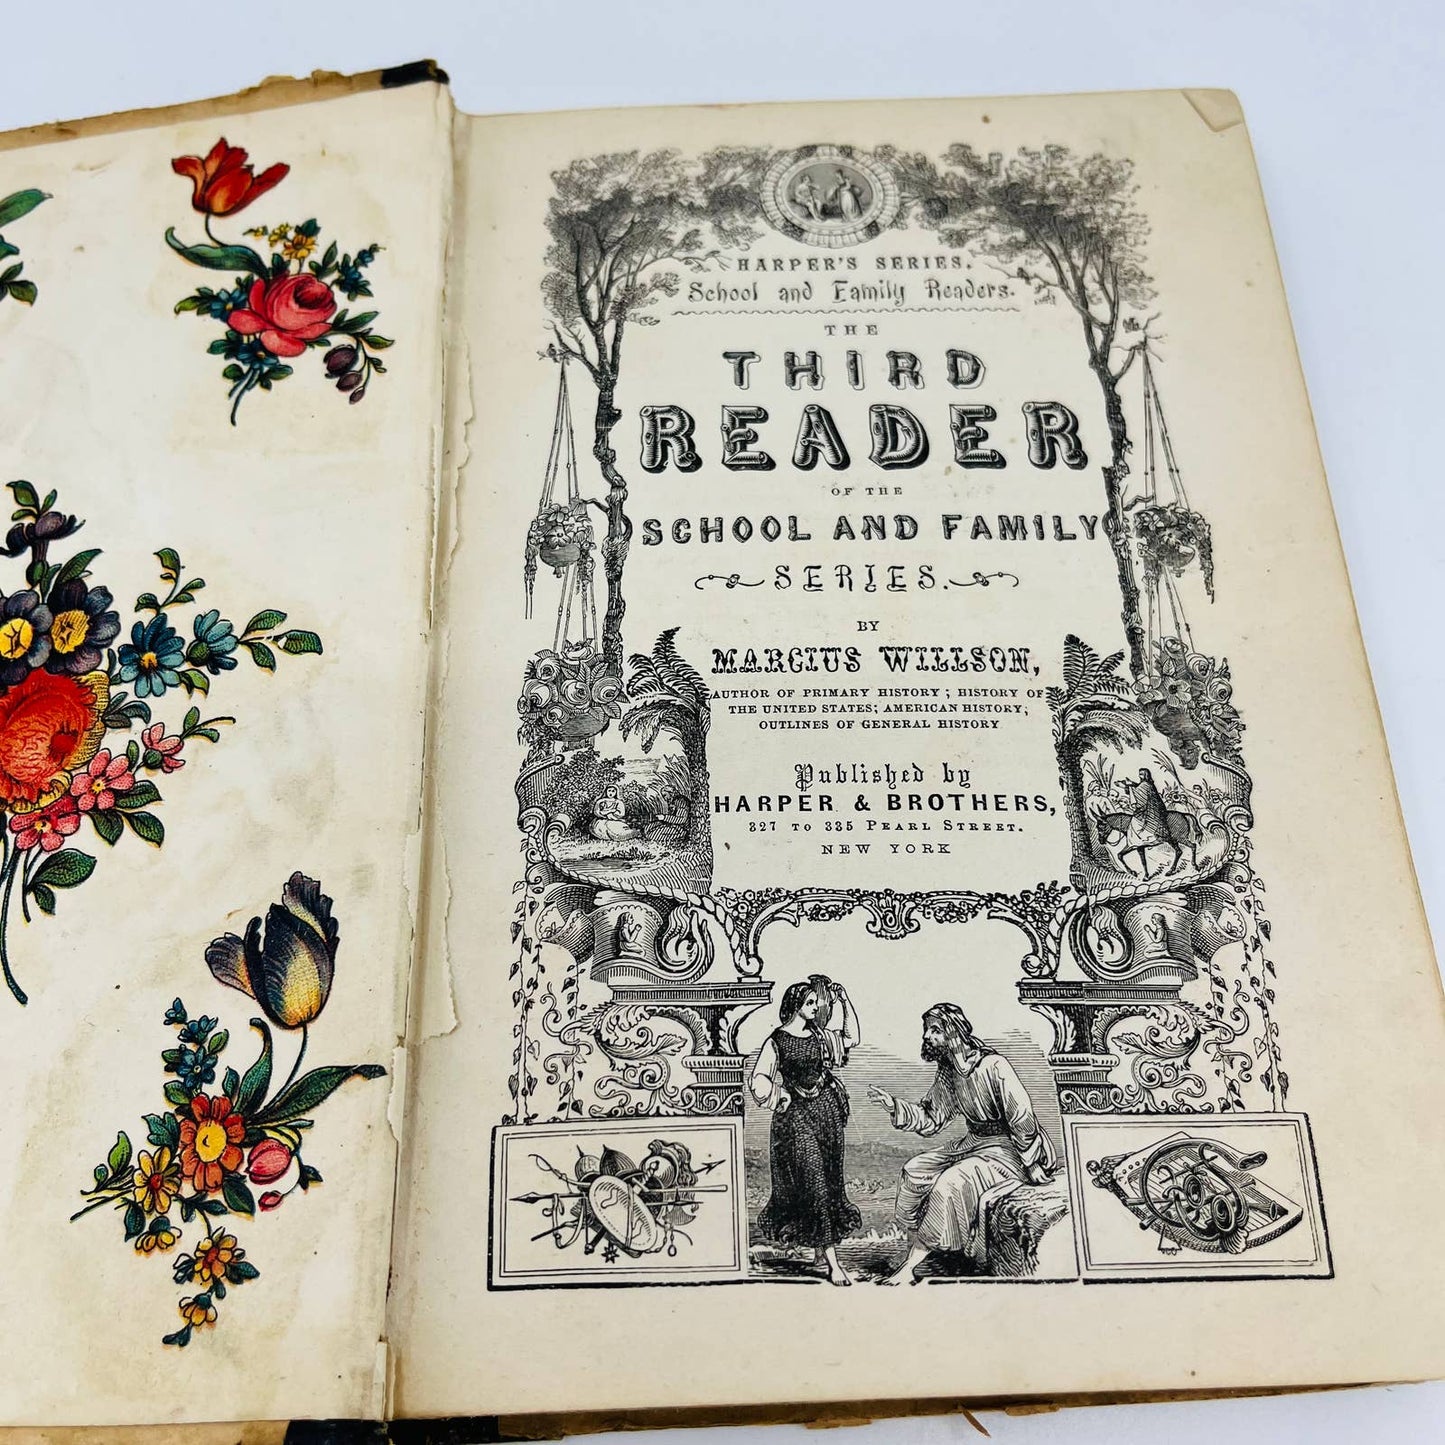 HARPER'S SERIES.
School and Family Readers.
THE
THIRD
READER
OF THE
SCHOOL AND FAMILY
SERIES.
BY
MARCIUS WILLSON,
AUTHOR OF PRIMARY HISTORY; HISTORY OF
THE UNITED STATES; AMERICAN HISTORY;
OUTLINES OF GENERAL HISTORY
Published by
HARPER & BROTHERS,
327 TO 335 PEARL STREET.
NEW YORK